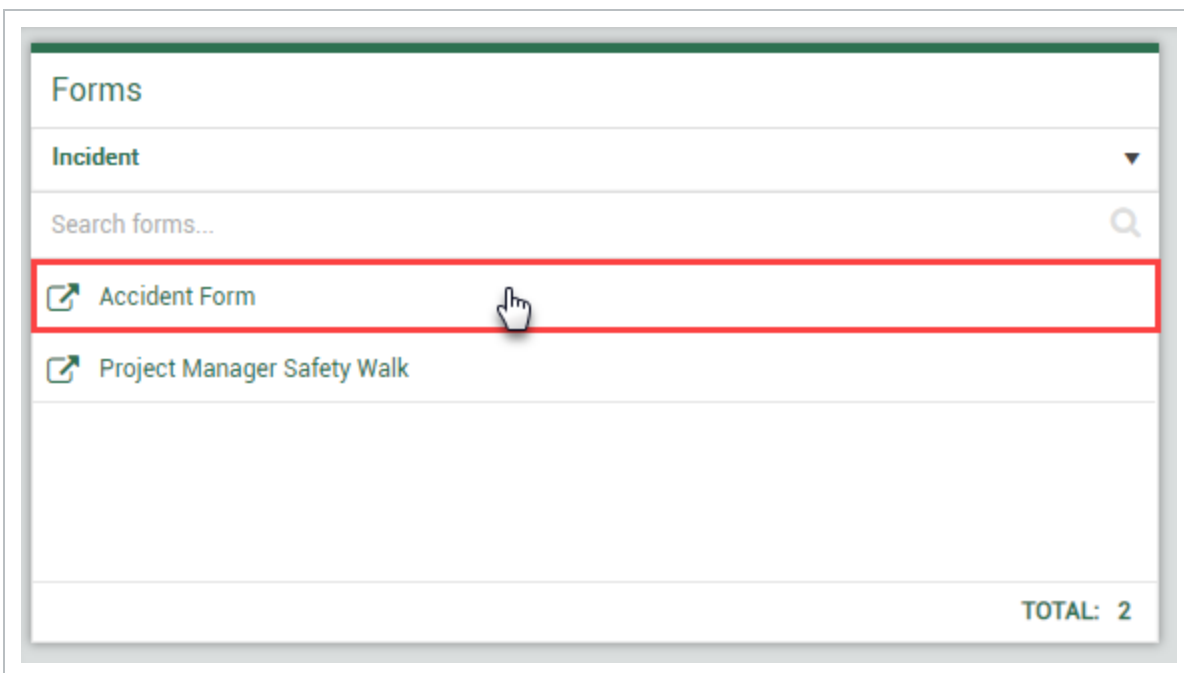 Forms
Incident
Search forms...
Accident Form
Project Manager Safety Walk
TOTAL: 2